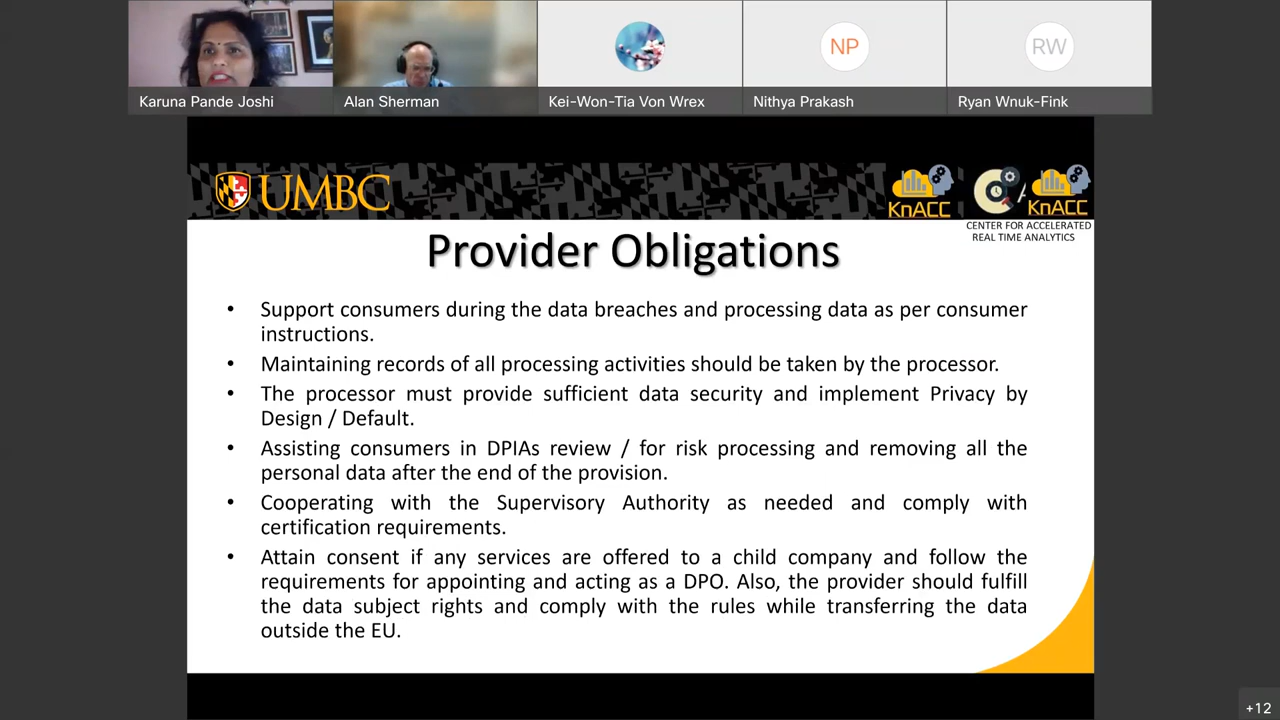 NP
RW
Karuna Pande Joshi
Alan Sherman
Kei-Won-Tia Von Wrex
Nithya Prakash
Ryan Wnuk-Fink
UMBC
KnACC
KnACC
CENTER FOR ACCELERATED
REAL TIME ANALYTICS
Provider Obligations
• Support consumers during the data breaches and processing data as per consumer
instructions.
• Maintaining records of all processing activities should be taken by the processor.
• The processor must provide sufficient data security and implement Privacy by
Design / Default.
• Assisting consumers in DPIAs review / for risk processing and removing all the
personal data after the end of the provision.
• Cooperating with the Supervisory Authority as needed and comply with
certification requirements.
• Attain consent if any services are offered to a child company and follow the
requirements for appointing and acting as a DPO. Also, the provider should fulfill
the data subject rights and comply with the rules while transferring the data
outside the EU.
+12